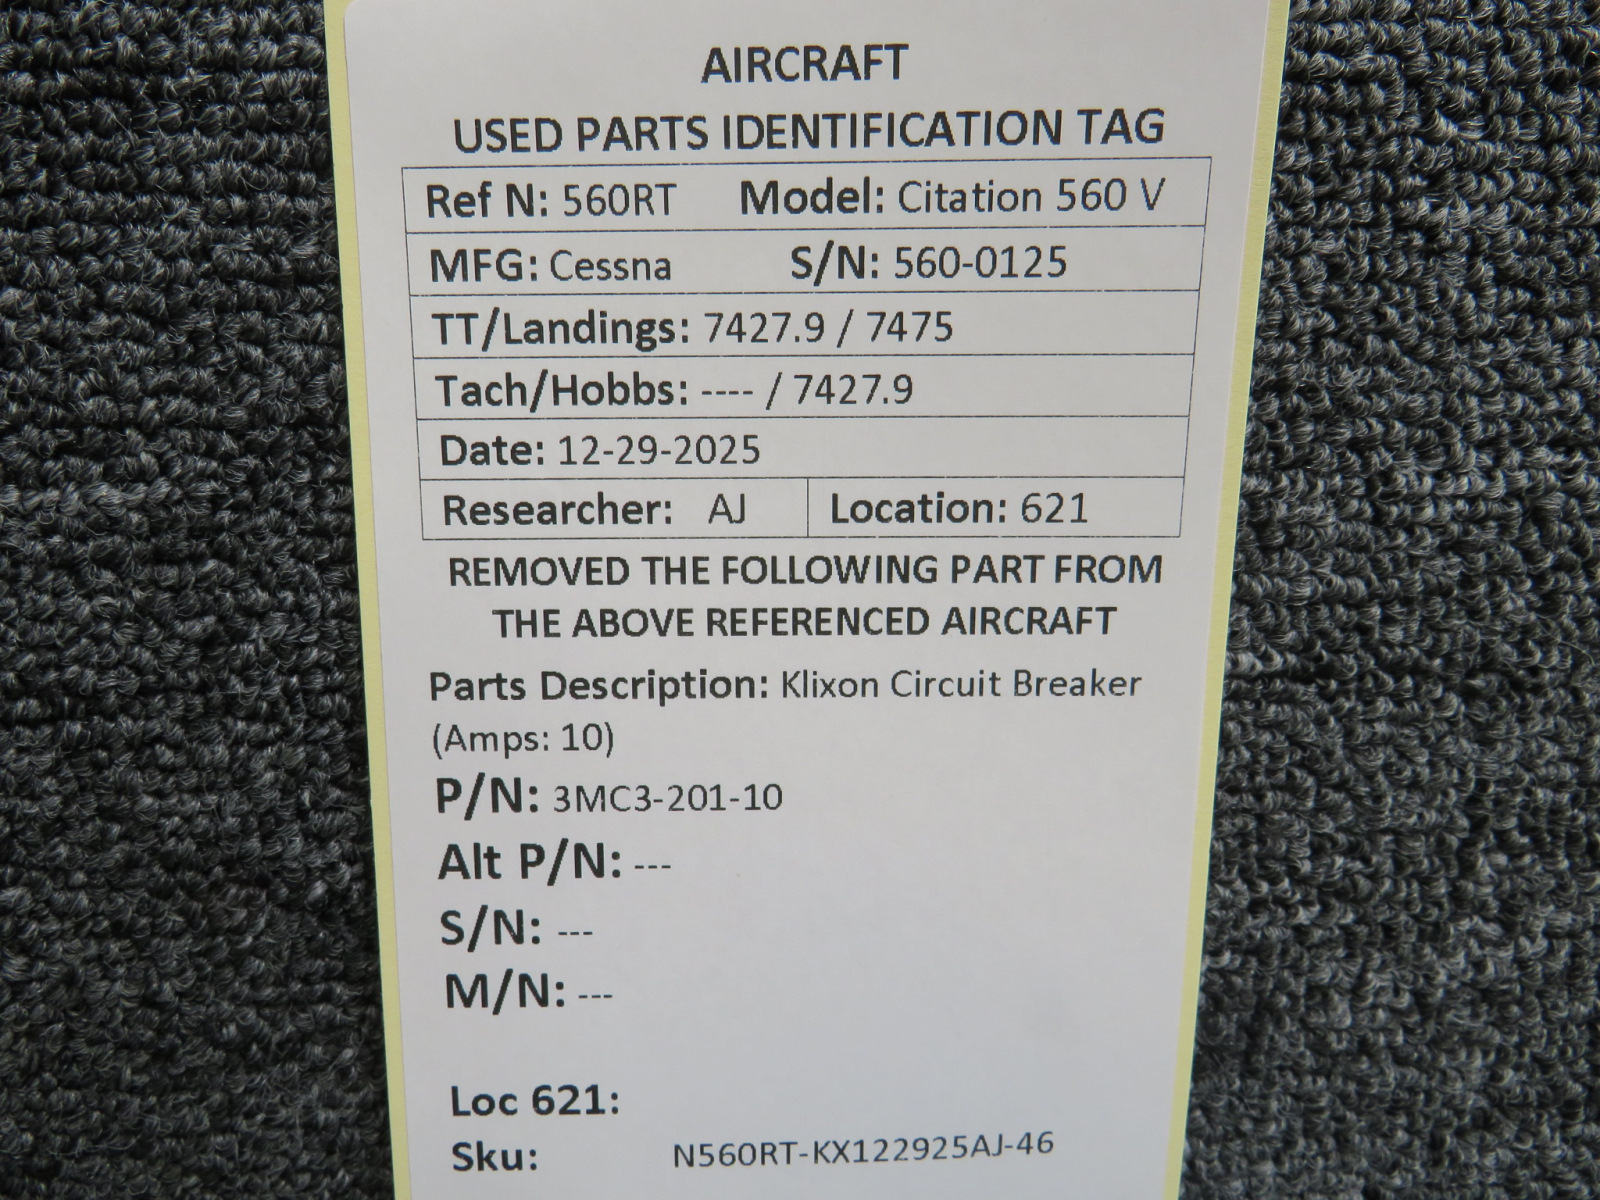 AIRCRAFT
USED PARTS IDENTIFICATION TAG
Ref N: 560RT Model: Citation 560 V
MFG: Cessna S/N: 560-0125
TT/Landings: 7427.9 / 7475
Tach/Hobbs: ---- / 7427.9
Date: 12-29-2025
Researcher: AJ Location: 621
REMOVED THE FOLLOWING PART FROM
THE ABOVE REFERENCED AIRCRAFT
Parts Description: Klixon Circuit Breaker
(Amps: 10)
P/N: 3MC3-201-10
Alt P/N: ---
S/N: ---
M/N: ---
Loc 621:
Sku: N560RT-KX122925AJ-46